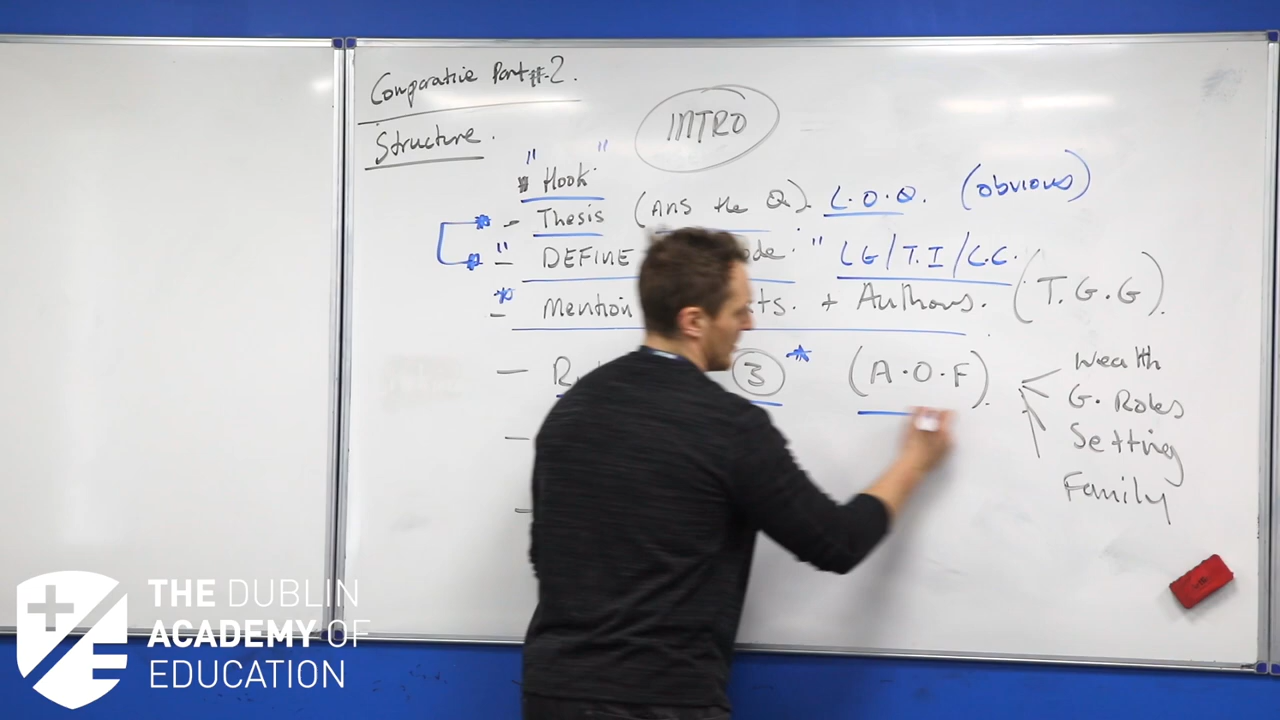 Comparative Part 2.
Structure.
INTRO
"Hook"
- Thesis (Ans the Q). L.O.Q. (obvious)
"- DEFINE ode." LG/T.I/C.C.
- Mention ts. + Authors. (T.G.G).
- 3 * (A.O.F).
Wealth
G. Roles
Setting
Family
THE DUBLIN
ACADEMY OF
EDUCATION